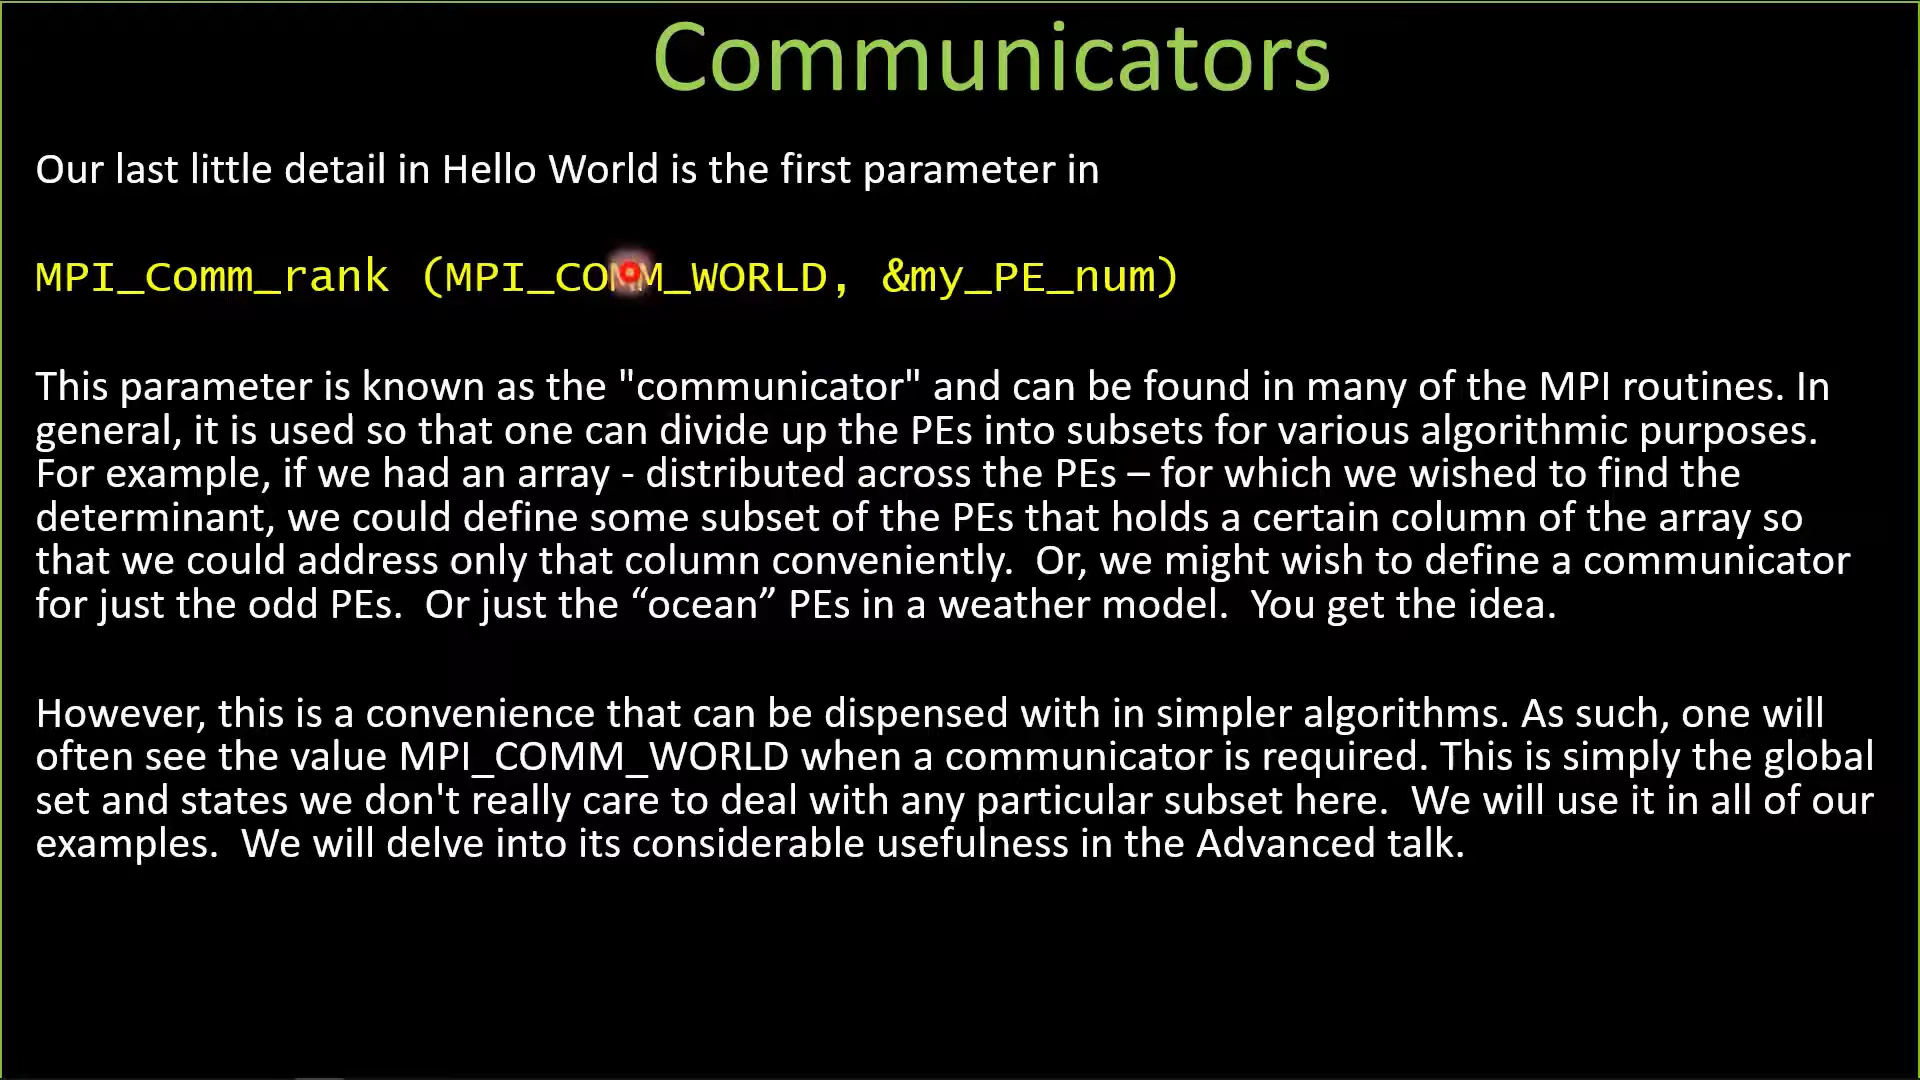 Communicators
Our last little detail in Hello World is the first parameter in
MPI_Comm_rank (MPI_COMM_WORLD, &my_PE_num)
This parameter is known as the "communicator" and can be found in many of the MPI routines. In
general, it is used so that one can divide up the PEs into subsets for various algorithmic purposes.
For example, if we had an array - distributed across the PEs – for which we wished to find the
determinant, we could define some subset of the PEs that holds a certain column of the array so
that we could address only that column conveniently.  Or, we might wish to define a communicator
for just the odd PEs.  Or just the “ocean” PEs in a weather model.  You get the idea.
However, this is a convenience that can be dispensed with in simpler algorithms. As such, one will
often see the value MPI_COMM_WORLD when a communicator is required. This is simply the global
set and states we don't really care to deal with any particular subset here.  We will use it in all of our
examples.  We will delve into its considerable usefulness in the Advanced talk.